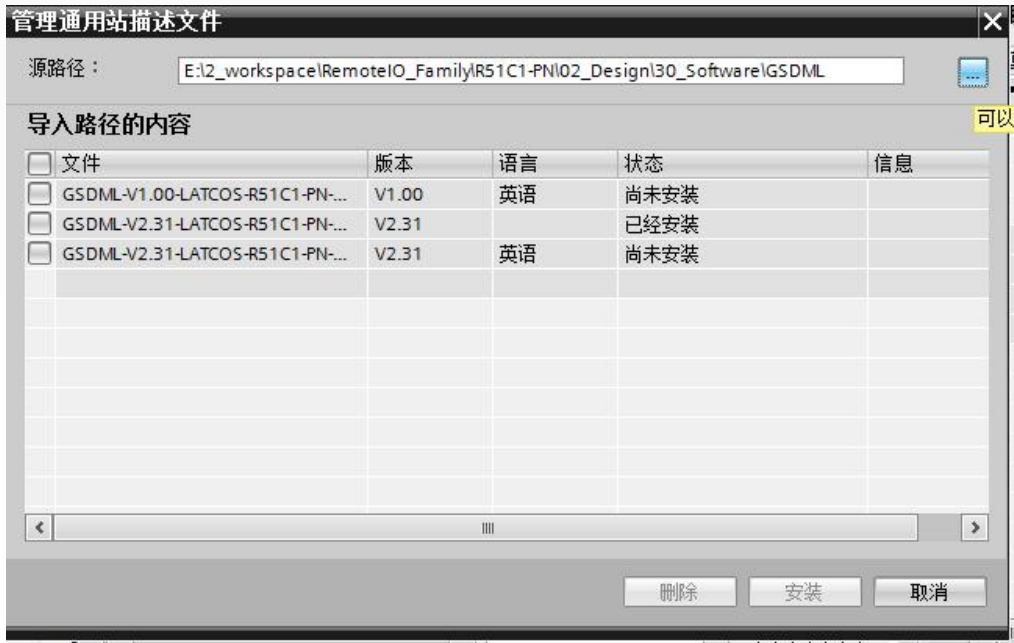 管理通用站描述文件
源路径： E:\2_workspace\RemoteIO_Family\R51C1-PN\02_Design\30_Software\GSDML ...
可以
导入路径的内容
文件 版本 语言 状态 信息
GSDML-V1.00-LATCOS-R51C1-PN-... V1.00 英语 尚未安装
GSDML-V2.31-LATCOS-R51C1-PN-... V2.31 已经安装
GSDML-V2.31-LATCOS-R51C1-PN-... V2.31 英语 尚未安装
删除 安装 取消